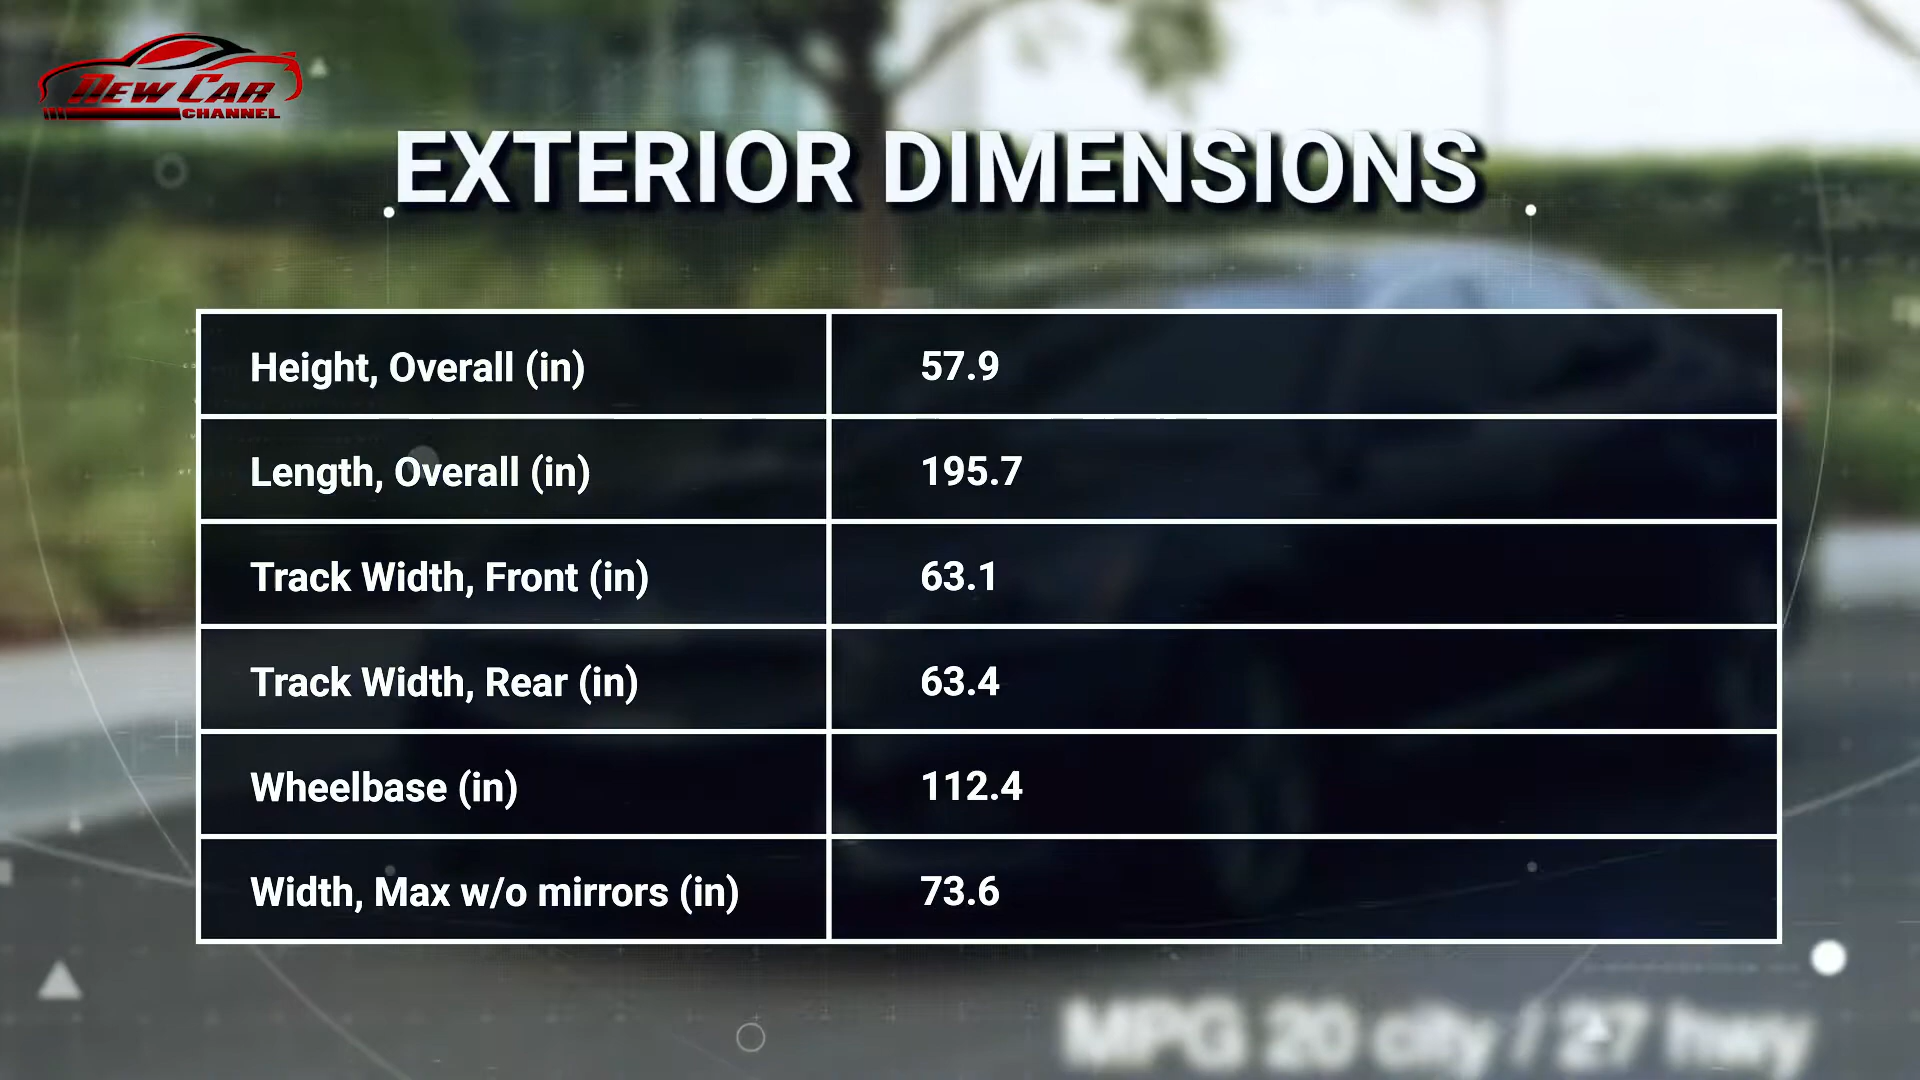 NEW CAR
CHANNEL
EXTERIOR DIMENSIONS
Height, Overall (in) 57.9
Length, Overall (in) 195.7
Track Width, Front (in) 63.1
Track Width, Rear (in) 63.4
Wheelbase (in) 112.4
Width, Max w/o mirrors (in) 73.6
MPG 20 city / 27 hwy